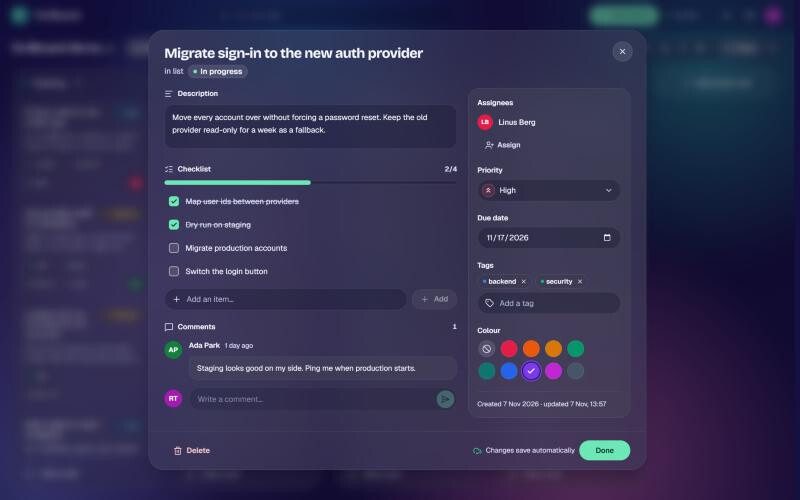 Migrate sign-in to the new auth provider
in list In progress
Description
Move every account over without forcing a password reset. Keep the old
provider read-only for a week as a fallback.
Checklist 2/4
Map user ids between providers
Dry run on staging
Migrate production accounts
Switch the login button
Add an item... Add
Comments 1
AP Ada Park 1 day ago
Staging looks good on my side. Ping me when production starts.
RT Write a comment...
Assignees
LB Linus Berg
Assign
Priority
High
Due date
11/17/2026
Tags
backend × security ×
Add a tag
Colour
Created 7 Nov 2026 · updated 7 Nov, 13:57
Delete
Changes save automatically Done